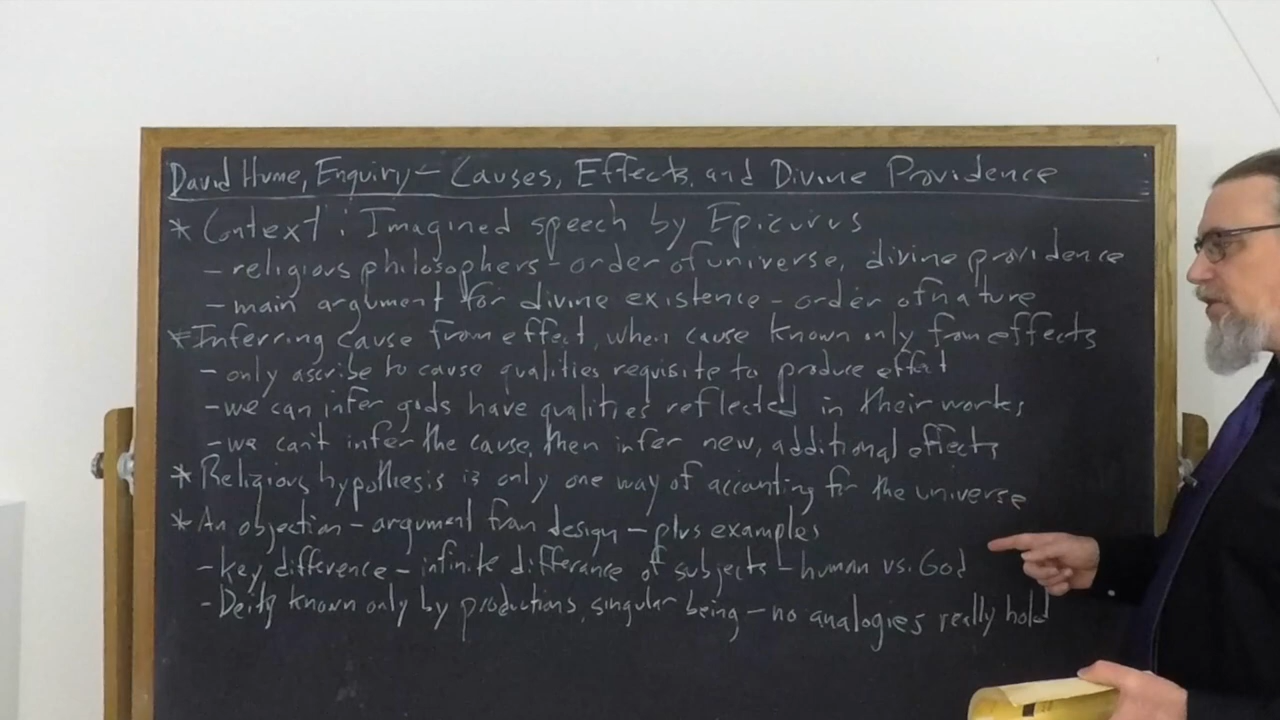 David Hume, Enquiry - Causes, Effects, and Divine Providence
* Context: Imagined speech by Epicurus
- religious philosophers - order of universe, divine providence
- main argument for divine existence - order of nature
* Inferring cause from effect, when cause known only from effects
- only ascribe to cause qualities requisite to produce effect
- we can infer gods have qualities reflected in their works
- we can't infer the cause, then infer new, additional effects
* Religious hypothesis is only one way of accounting for the universe
* An objection - argument from design - plus examples
- key difference - infinite difference of subjects - human vs. God
- Deity known only by productions, singular being - no analogies really hold